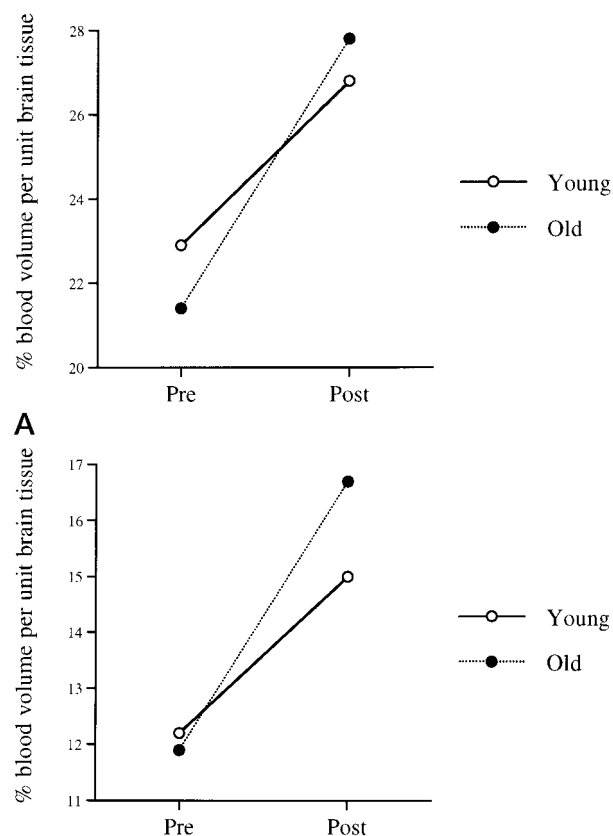 % blood volume per unit brain tissue
28
26
24
22
20
Pre
Post
Young
Old
A
% blood volume per unit brain tissue
17
16
15
14
13
12
11
Pre
Post
Young
Old